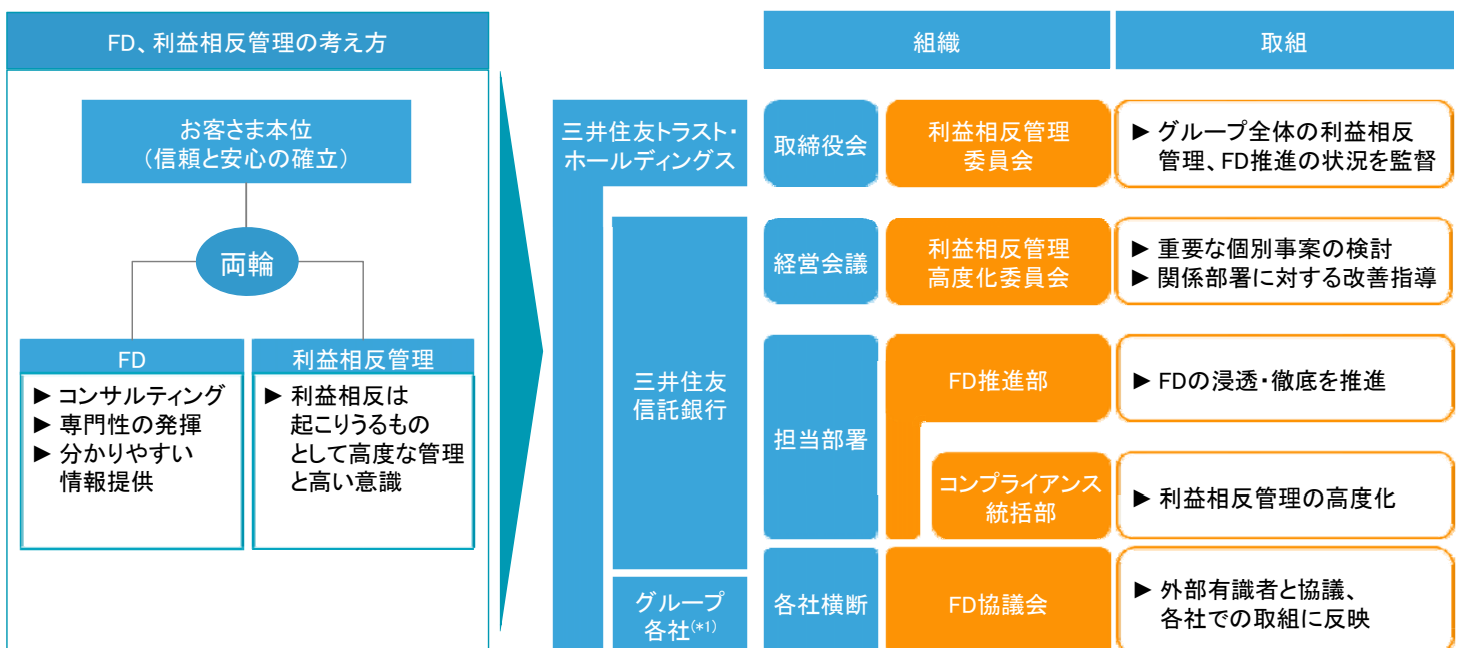 FD、利益相反管理の考え方
お客さま本位
(信頼と安心の確立)
両輪
FD
► コンサルティング
► 専門性の発揮
► 分かりやすい
情報提供
利益相反管理
► 利益相反は
起こりうるもの
として高度な管理
と高い意識
組織
取組
三井住友トラスト・
ホールディングス
取締役会
利益相反管理
委員会
► グループ全体の利益相反
管理、FD推進の状況を監督
三井住友
信託銀行
経営会議
利益相反管理
高度化委員会
► 重要な個別事案の検討
► 関係部署に対する改善指導
担当部署
FD推進部
► FDの浸透・徹底を推進
コンプライアンス
統括部
► 利益相反管理の高度化
グループ
各社(*1)
各社横断
FD協議会
► 外部有識者と協議、
各社での取組に反映